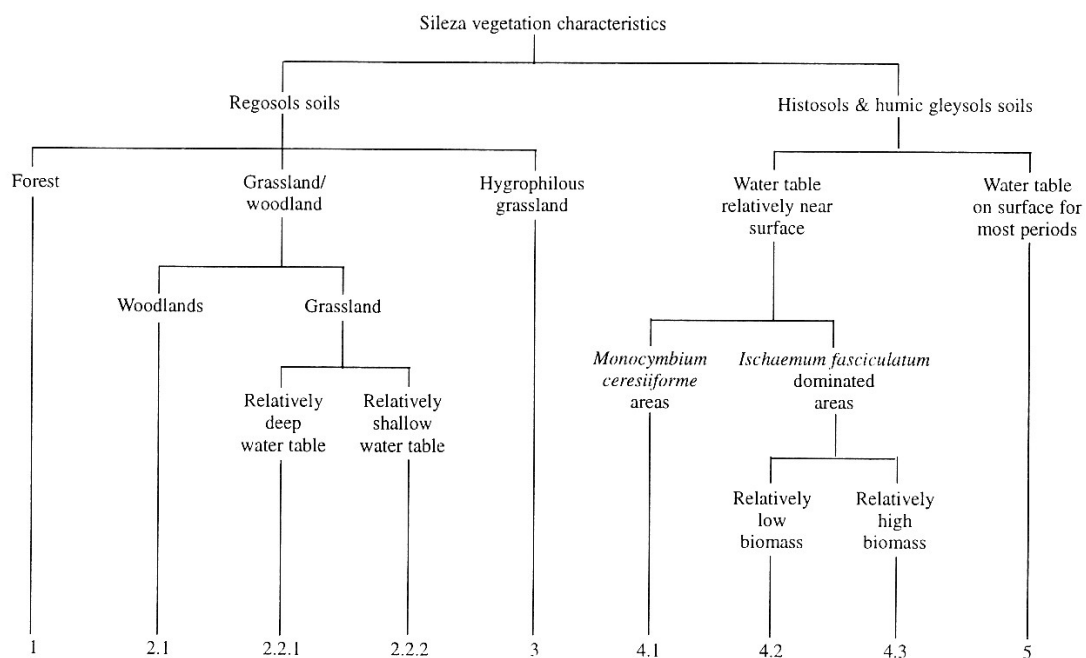 Sileza vegetation characteristics
Regosols soils
Histosols & humic gleysols soils
Forest
Grassland/
woodland
Hygrophilous
grassland
Water table
relatively near
surface
Water table
on surface for
most periods
Woodlands
Grassland
Monocymbium
ceresiiforme
areas
Ischaemum fasciculatum
dominated
areas
Relatively
deep
water table
Relatively
shallow
water table
Relatively
low
biomass
Relatively
high
biomass
1
2.1
2.2.1
2.2.2
3
4.1
4.2
4.3
5